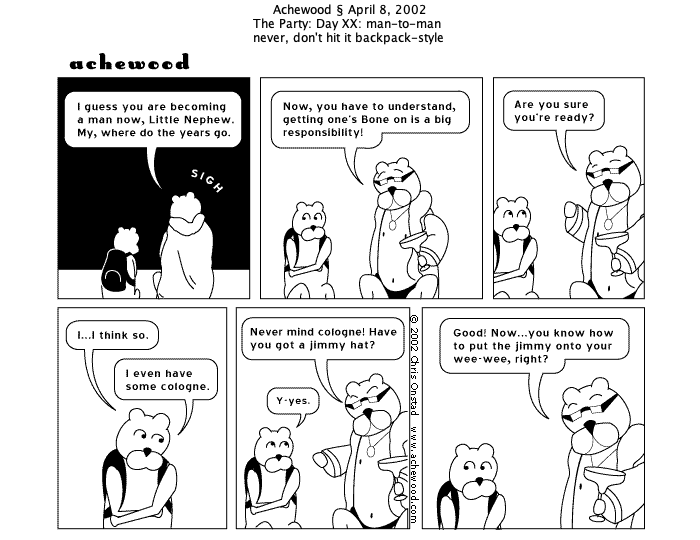 Achewood § April 8, 2002
The Party: Day XX: man-to-man
never, don't hit it backpack-style
achewood
I guess you are becoming
a man now, Little Nephew.
My, where do the years go.
SIGH
Now, you have to understand,
getting one's Bone on is a big
responsibility!
Are you sure
you're ready?
I...I think so.
I even have
some cologne.
Never mind cologne! Have
you got a jimmy hat?
Y-yes.
© 2002 Chris Onstad www.achewood.com
Good! Now...you know how
to put the jimmy onto your
wee-wee, right?